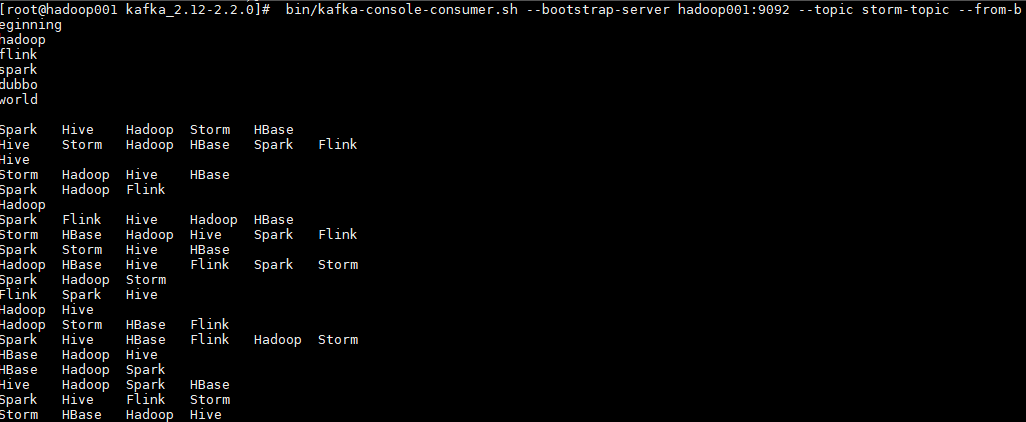 [root@hadoop001 kafka_2.12-2.2.0]#  bin/kafka-console-consumer.sh --bootstrap-server hadoop001:9092 --topic storm-topic --from-b
eginning
hadoop
flink
spark
dubbo
world

Spark   Hive    Hadoop  Storm   HBase
Hive    Storm   Hadoop  HBase   Spark   Flink
Hive
Storm   Hadoop  Hive    HBase
Spark   Hadoop  Flink
Hadoop
Spark   Flink   Hive    Hadoop  HBase
Storm   HBase   Hadoop  Hive    Spark   Flink
Spark   Storm   Hive    HBase
Hadoop  HBase   Hive    Flink   Spark   Storm
Spark   Hadoop  Storm
Flink   Spark   Hive
Hadoop  Hive
Hadoop  Storm   HBase   Flink
Spark   Hive    HBase   Flink   Hadoop  Storm
HBase   Hadoop  Hive
HBase   Hadoop  Spark
Hive    Hadoop  Spark   HBase
Spark   Hive    Flink   Storm
Storm   HBase   Hadoop  Hive